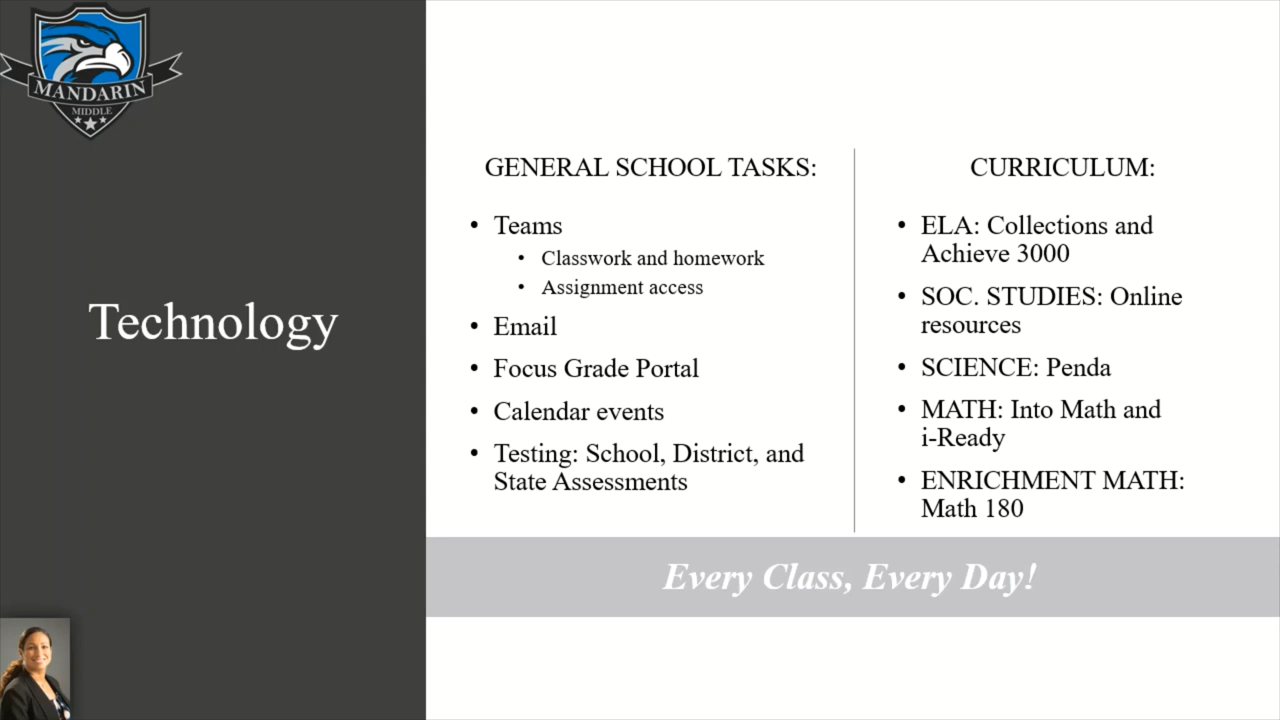 MANDARIN
MIDDLE
Technology
GENERAL SCHOOL TASKS:
• Teams
• Classwork and homework
• Assignment access
• Email
• Focus Grade Portal
• Calendar events
• Testing: School, District, and
State Assessments
CURRICULUM:
• ELA: Collections and
Achieve 3000
• SOC. STUDIES: Online
resources
• SCIENCE: Penda
• MATH: Into Math and
i-Ready
• ENRICHMENT MATH:
Math 180
Every Class, Every Day!